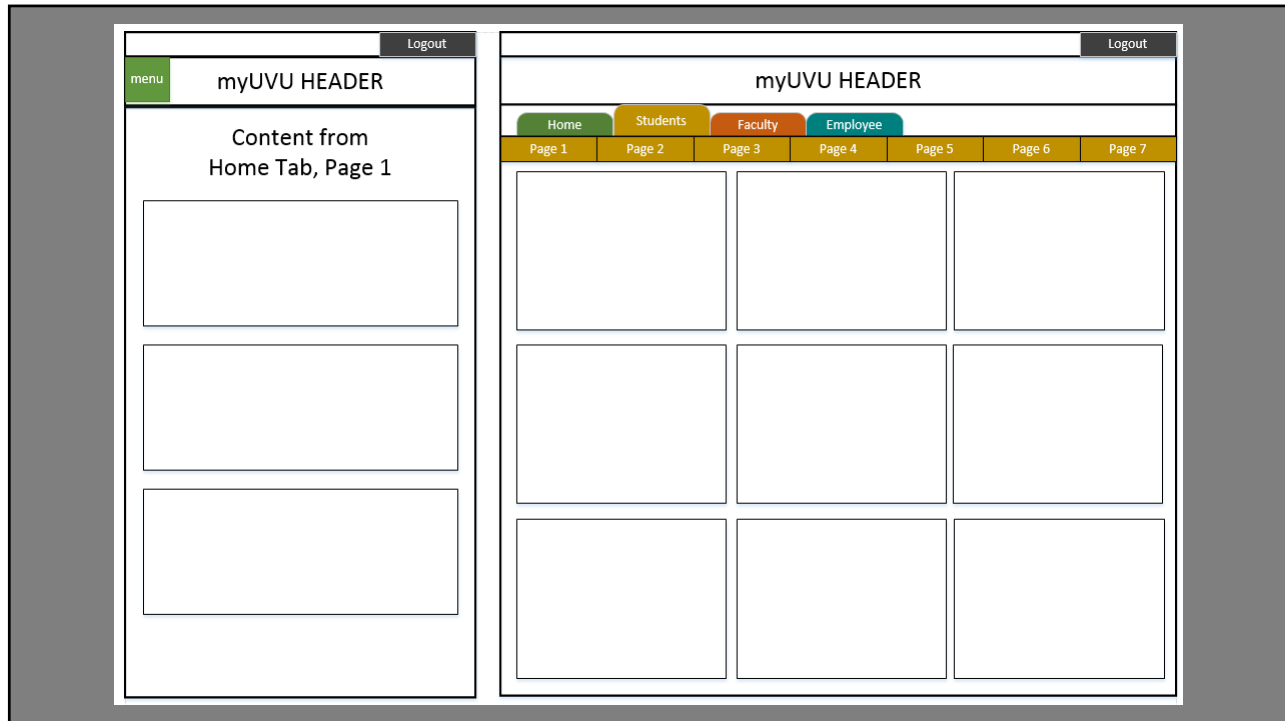 Logout
menu
myUVU HEADER
Content from
Home Tab, Page 1
Logout
myUVU HEADER
Home Students Faculty Employee
Page 1 Page 2 Page 3 Page 4 Page 5 Page 6 Page 7